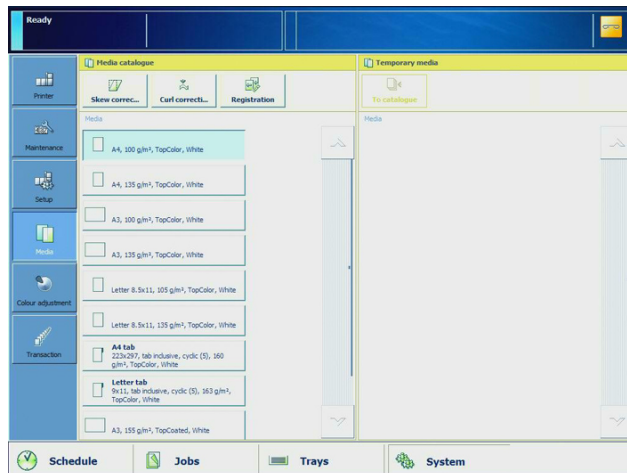 Ready
Media catalogue
Temporary media
Skew correc...
Curl correcti...
Registration
To catalogue
Printer
Maintenance
Setup
Media
Colour adjustment
Transaction
Media
A4, 100 g/m², TopColor, White
A4, 135 g/m², TopColor, White
A3, 100 g/m², TopColor, White
A3, 135 g/m², TopColor, White
Letter 8.5x11, 105 g/m², TopColor, White
Letter 8.5x11, 135 g/m², TopColor, White
A4 tab
223x297, tab inclusive, cyclic (5), 160
g/m², TopColor, White
Letter tab
9x11, tab inclusive, cyclic (5), 163 g/m²,
TopColor, White
A3, 155 g/m², TopCoated, White
Media
Schedule
Jobs
Trays
System